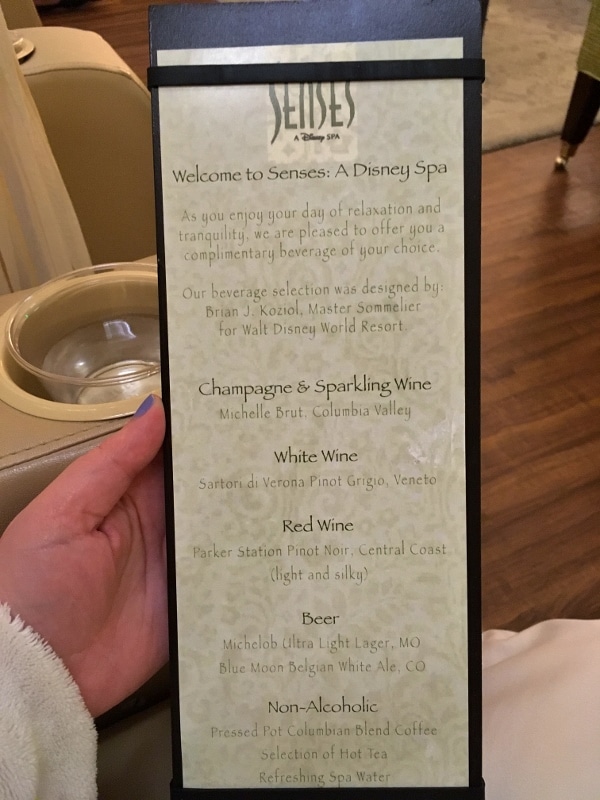 SENSES
A Disney SPA
Welcome to Senses: A Disney Spa
As you enjoy your day of relaxation and
tranquility, we are pleased to offer you a
complimentary beverage of your choice.
Our beverage selection was designed by:
Brian J. Koziol, Master Sommelier
for Walt Disney World Resort.
Champagne & Sparkling Wine
Michelle Brut, Columbia Valley
White Wine
Sartori di Verona Pinot Grigio, Veneto
Red Wine
Parker Station Pinot Noir, Central Coast
(light and silky)
Beer
Michelob Ultra Light Lager, MO
Blue Moon Belgian White Ale, CO
Non-Alcoholic
Pressed Pot Columbian Blend Coffee
Selection of Hot Tea
Refreshing Spa Water